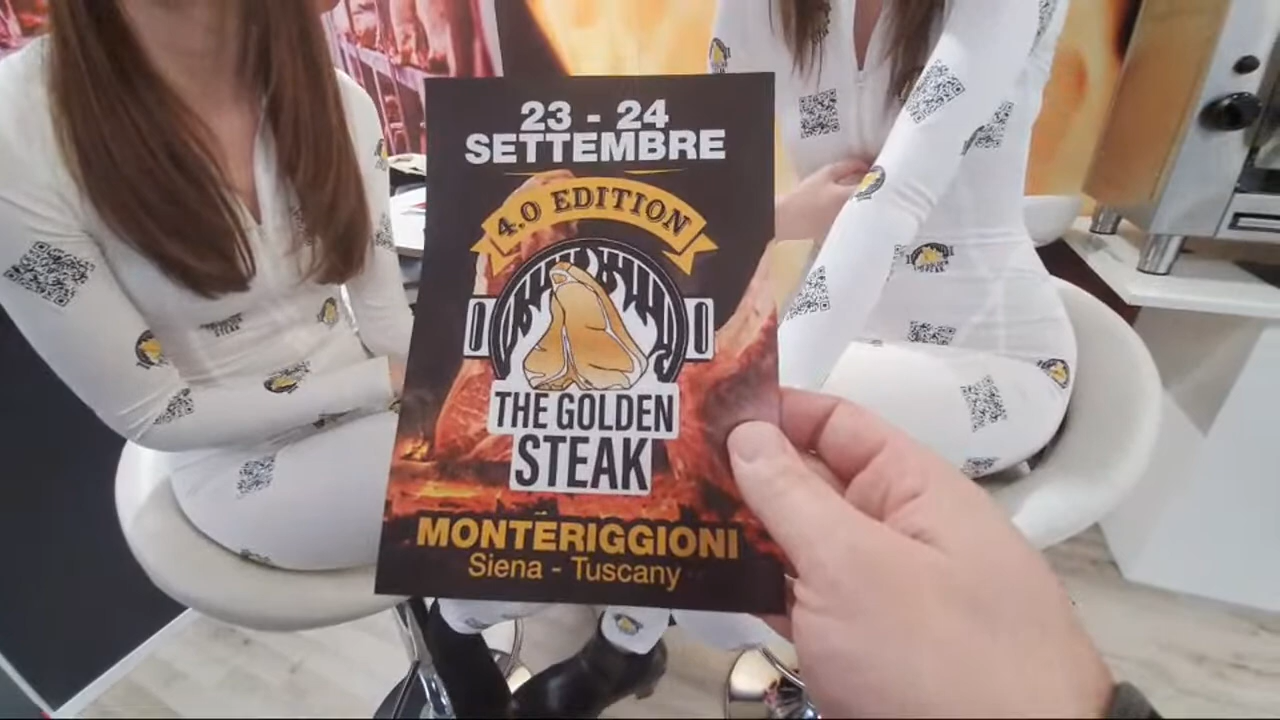 23 - 24
SETTEMBRE
4.0 EDITION
THE GOLDEN
STEAK
MONTERIGGIONI
Siena - Tuscany